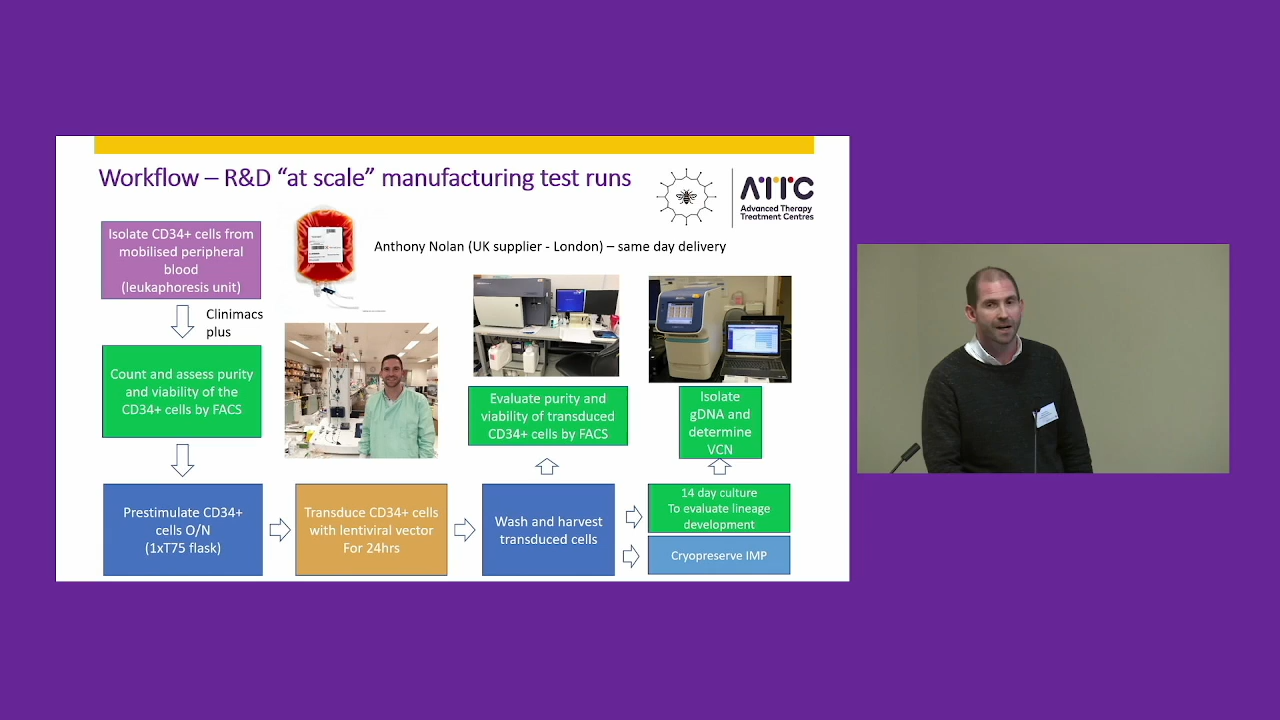 Workflow – R&D “at scale” manufacturing test runs
ATTC
Advanced Therapy
Treatment Centres
Isolate CD34+ cells from
mobilised peripheral
blood
(leukaphoresis unit)
Anthony Nolan (UK supplier - London) – same day delivery
Clinimacs
plus
Count and assess purity
and viability of the
CD34+ cells by FACS
Evaluate purity and
viability of transduced
CD34+ cells by FACS
Isolate
gDNA and
determine
VCN
Prestimulate CD34+
cells O/N
(1xT75 flask)
Transduce CD34+ cells
with lentiviral vector
For 24hrs
Wash and harvest
transduced cells
14 day culture
To evaluate lineage
development
Cryopreserve IMP